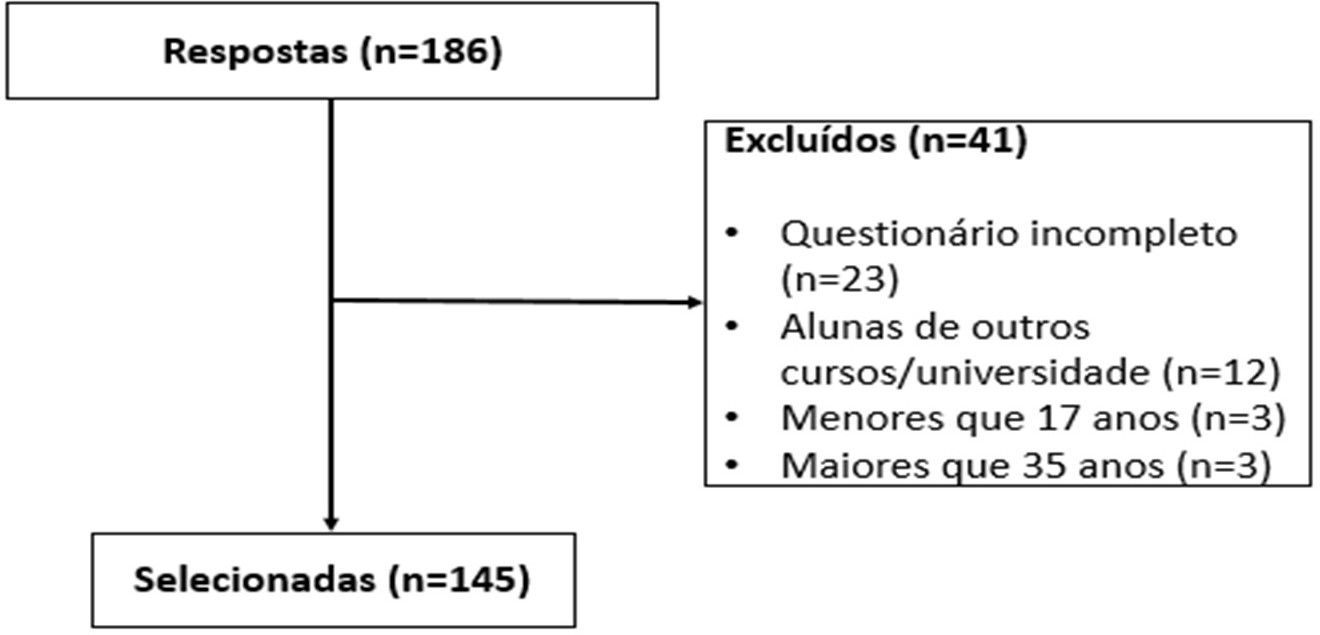 Respostas (n=186)
Excluídos (n=41)
• Questionário incompleto
(n=23)
• Alunas de outros
cursos/universidade (n=12)
• Menores que 17 anos (n=3)
• Maiores que 35 anos (n=3)
Selecionadas (n=145)